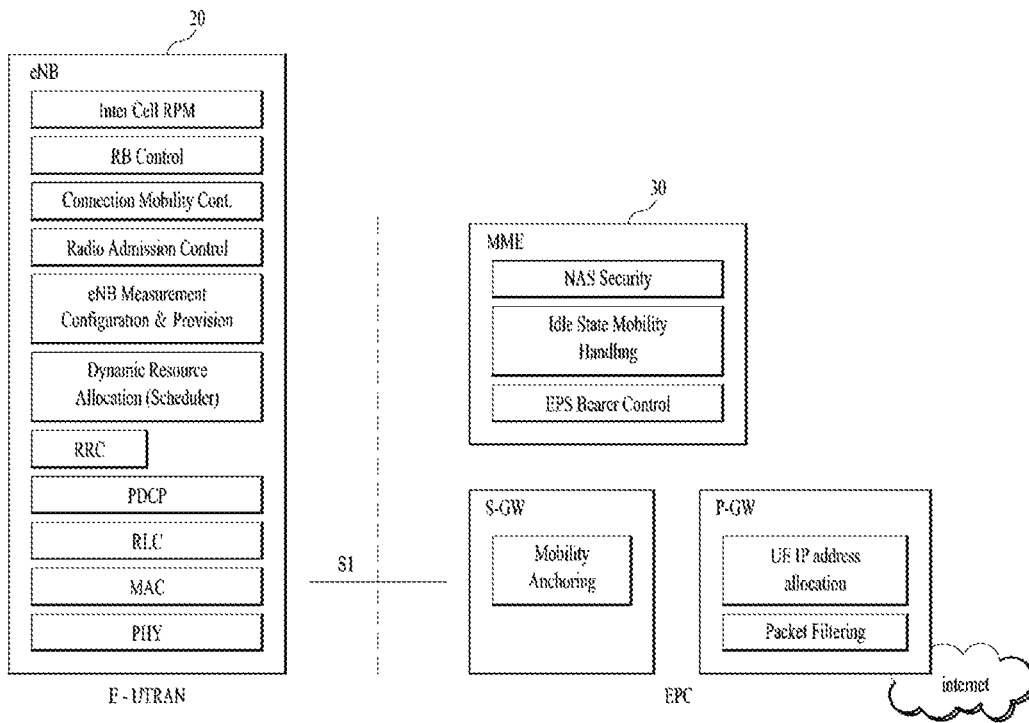 20
eNB
Inter Cell RPM
RB Control
Connection Mobility Cont.
Radio Admission Control
eNB Measurement
Configuration & Provision
Dynamic Resource
Allocation (Scheduler)
RRC
PDCP
RLC
MAC
PHY
E - UTRAN
S1
30
MME
NAS Security
Idle State Mobility
Handling
EPS Bearer Control
S-GW
Mobility
Anchoring
P-GW
UE IP address
allocation
Packet Filtering
EPC
internet